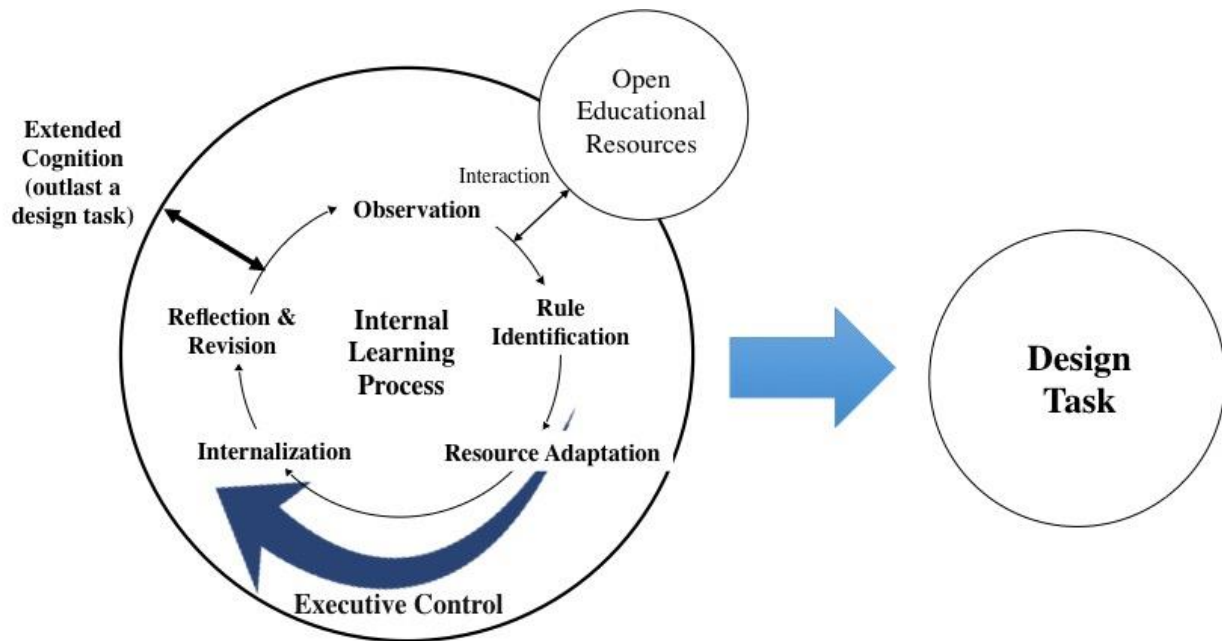 Open
Educational
Resources
Extended
Cognition
(outlast a
design task)
Interaction
Observation
Reflection &
Revision
Internal
Learning
Process
Rule
Identification
Internalization
Resource Adaptation
Executive Control
Design
Task